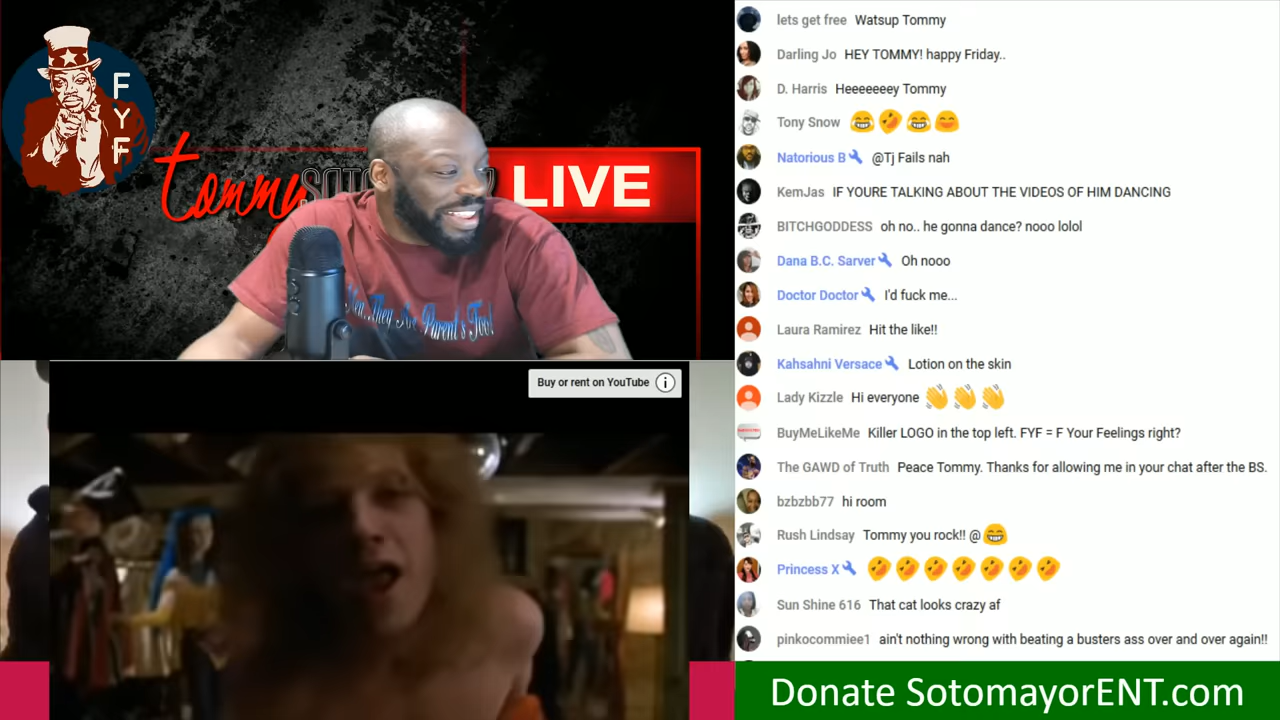 F
Y
F
tommy
LIVE
Men..They Are Parent's Too!
Buy or rent on YouTube
lets get free Watsup Tommy
Darling Jo HEY TOMMY! happy Friday..
D. Harris Heeeeeeey Tommy
Tony Snow 😂🤣😂😄
Natorious B @Tj Fails nah
KemJas IF YOURE TALKING ABOUT THE VIDEOS OF HIM DANCING
BITCHGODDESS oh no.. he gonna dance? nooo lolol
Dana B.C. Sarver Oh nooo
Doctor Doctor I'd fuck me...
Laura Ramirez Hit the like!!
Kahsahni Versace Lotion on the skin
Lady Kizzle Hi everyone 👋👋👋
BuyMeLikeMe Killer LOGO in the top left. FYF = F Your Feelings right?
The GAWD of Truth Peace Tommy. Thanks for allowing me in your chat after the BS.
bzbzbb77 hi room
Rush Lindsay Tommy you rock!! @😂
Princess X 🤣🤣🤣🤣🤣🤣🤣
Sun Shine 616 That cat looks crazy af
pinkocommiee1 ain't nothing wrong with beating a busters ass over and over again!!
Donate SotomayorENT.com